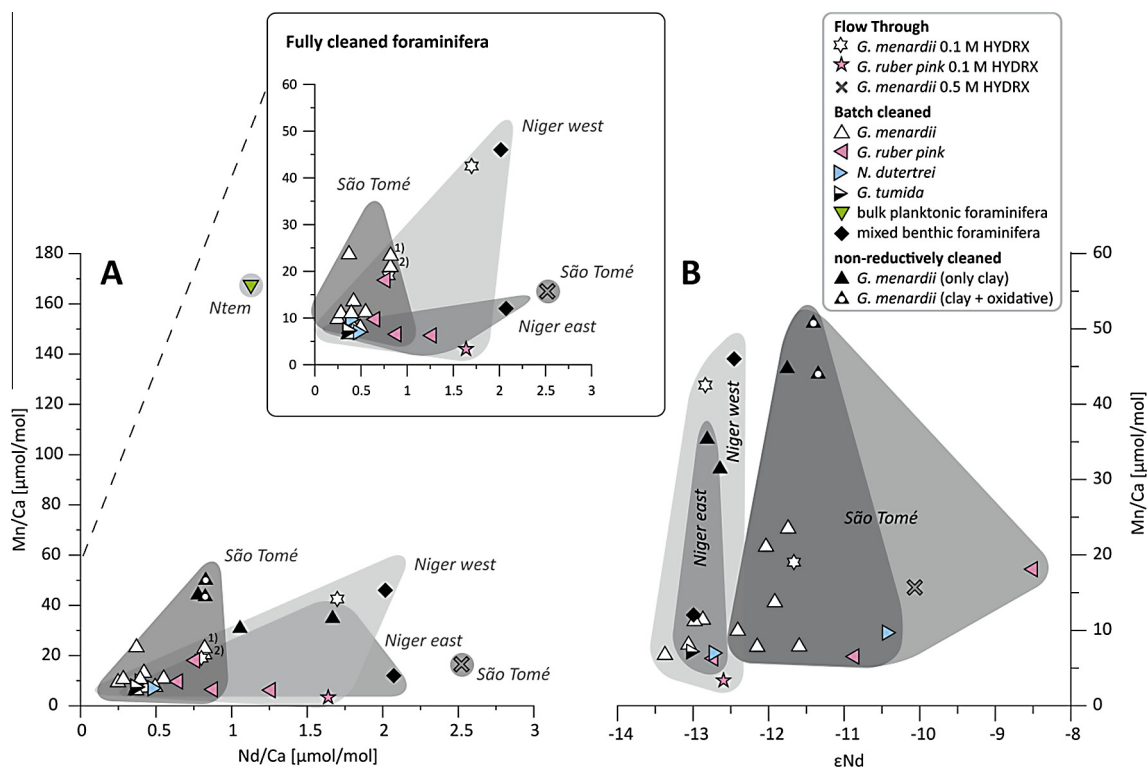 Fully cleaned foraminifera
60
50
40
30
20
10
0
0 0.5 1 1.5 2 2.5 3
Niger west
São Tomé
1)
2)
São Tomé
Niger east
Flow Through
G. menardii 0.1 M HYDRX
G. ruber pink 0.1 M HYDRX
G. menardii 0.5 M HYDRX
Batch cleaned
G. menardii
G. ruber pink
N. dutertrei
G. tumida
bulk planktonic foraminifera
mixed benthic foraminifera
non-reductively cleaned
G. menardii (only clay)
G. menardii (clay + oxidative)
A
Mn/Ca [µmol/mol]
180
160
140
120
100
80
60
40
20
0
Ntem
São Tomé
Niger west
1)
2)
Niger east
São Tomé
0 0.5 1 1.5 2 2.5 3
Nd/Ca [µmol/mol]
B
Niger west
Niger east
São Tomé
60
50
40
30
20
10
0
Mn/Ca [µmol/mol]
-14 -13 -12 -11 -10 -9 -8
εNd